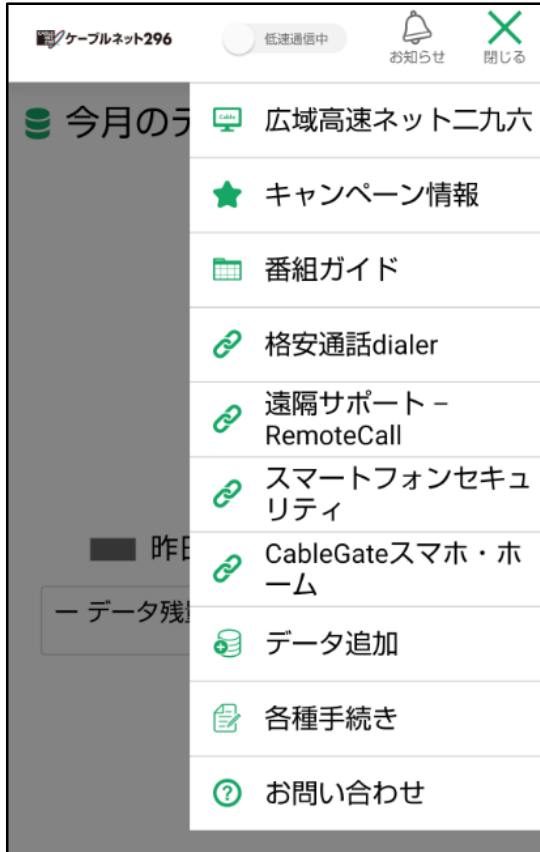 ケーブルネット296
低速通信中
お知らせ
閉じる
今月のデ
広域高速ネット二九六
キャンペーン情報
番組ガイド
格安通話dialer
遠隔サポート –
RemoteCall
スマートフォンセキュ
リティ
昨日
CableGateスマホ・ホ
ーム
ー データ残量
データ追加
各種手続き
お問い合わせ